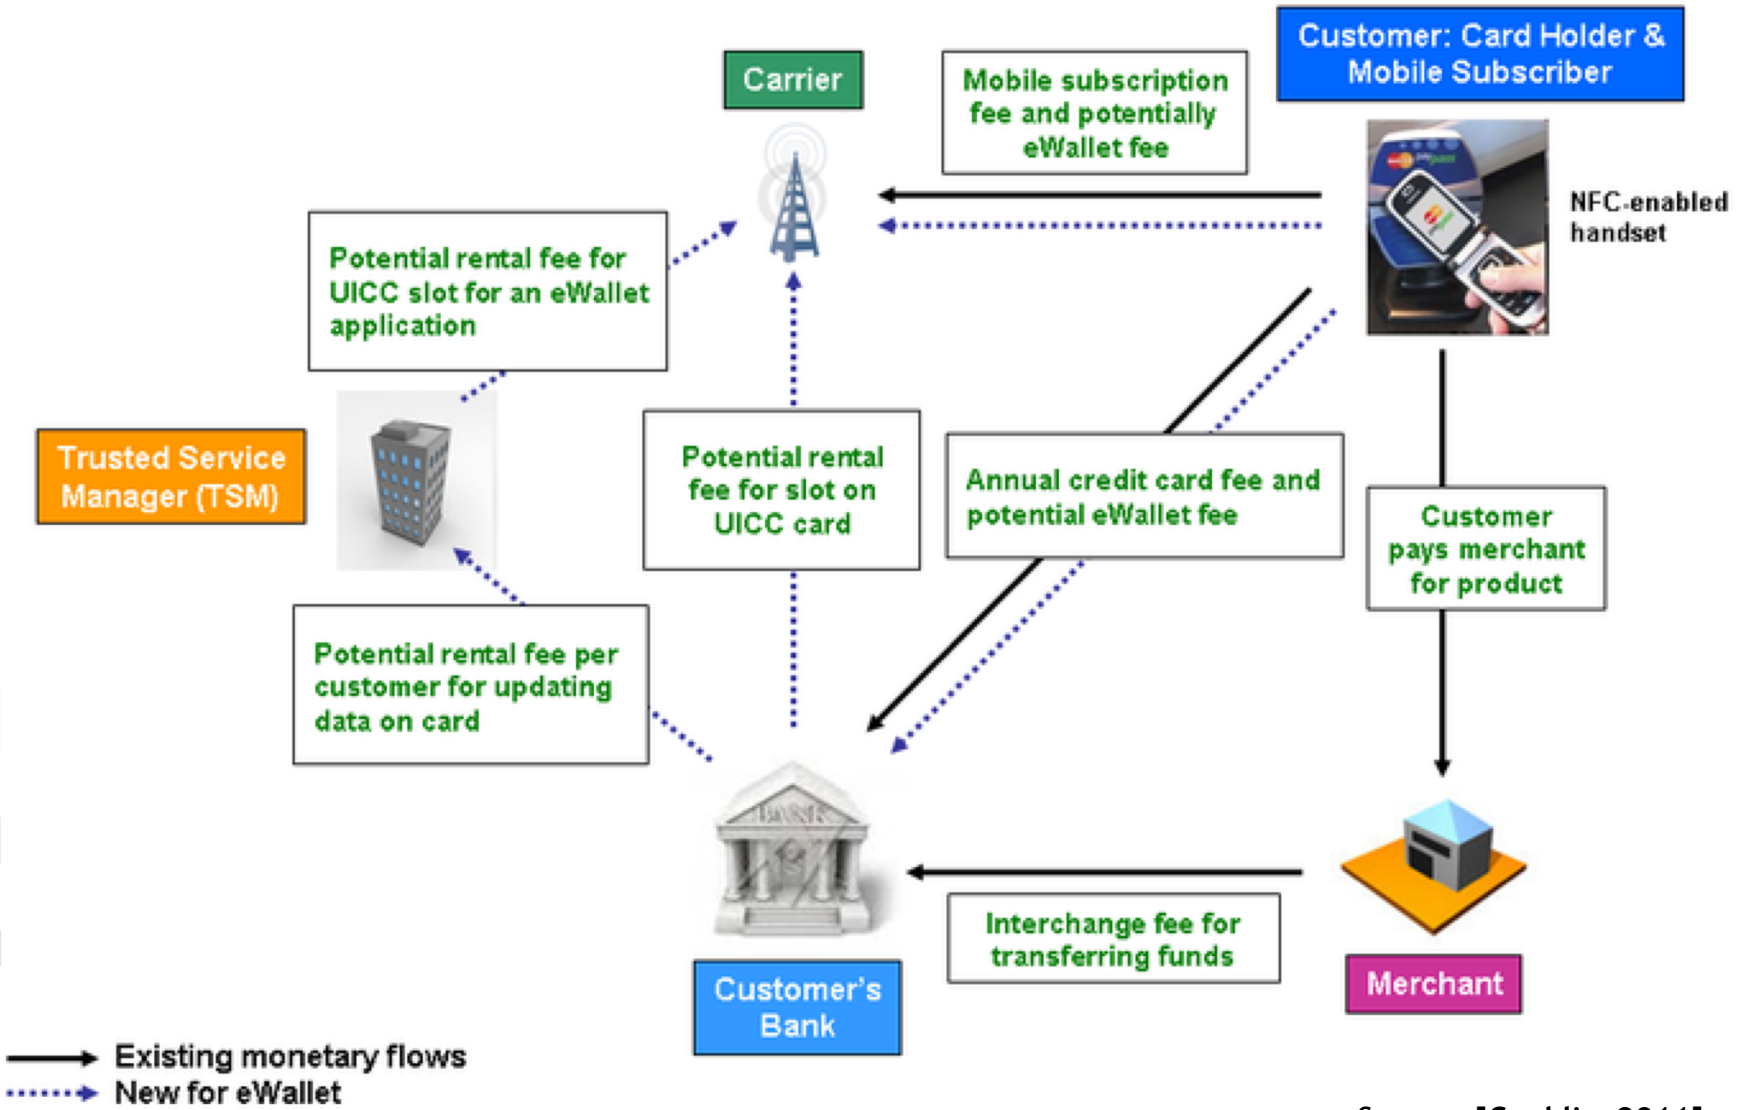 Customer: Card Holder &
Mobile Subscriber
Carrier
Mobile subscription
fee and potentially
eWallet fee
NFC-enabled
handset
Potential rental fee for
UICC slot for an eWallet
application
Trusted Service
Manager (TSM)
Potential rental
fee for slot on
UICC card
Annual credit card fee and
potential eWallet fee
Customer
pays merchant
for product
Potential rental fee per
customer for updating
data on card
BANK
Interchange fee for
transferring funds
Customer's
Bank
Merchant
Existing monetary flows
New for eWallet